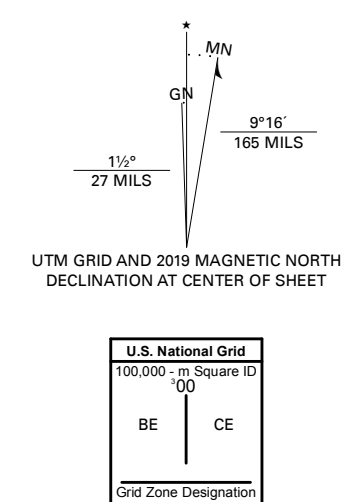 ★
MN
GN
9°16´
165 MILS
1½°
27 MILS
UTM GRID AND 2019 MAGNETIC NORTH
DECLINATION AT CENTER OF SHEET
U.S. National Grid
100,000 - m Square ID
³00
BE CE
Grid Zone Designation